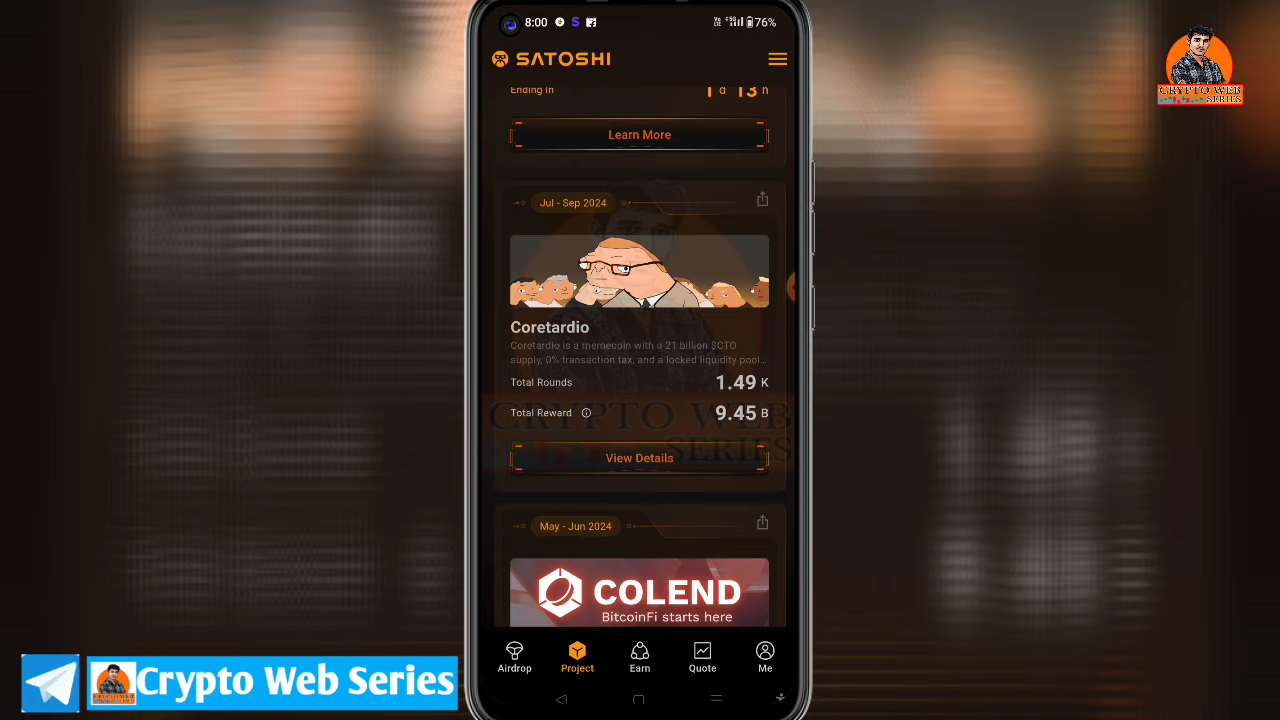 8:00
76%
SATOSHI
Ending In
1 d 13 h
Learn More
Jul - Sep 2024
Coretardio
Coretardio is a memecoin with a 21 billion $CTO
supply, 0% transaction tax, and a locked liquidity pool...
Total Rounds 1.49 K
Total Reward 9.45 B
View Details
May - Jun 2024
COLEND
BitcoinFi starts here
Airdrop Project Earn Quote Me
CRYPTO WEB
SERIES
CRYPTO WEB
SERIES
Crypto Web Series